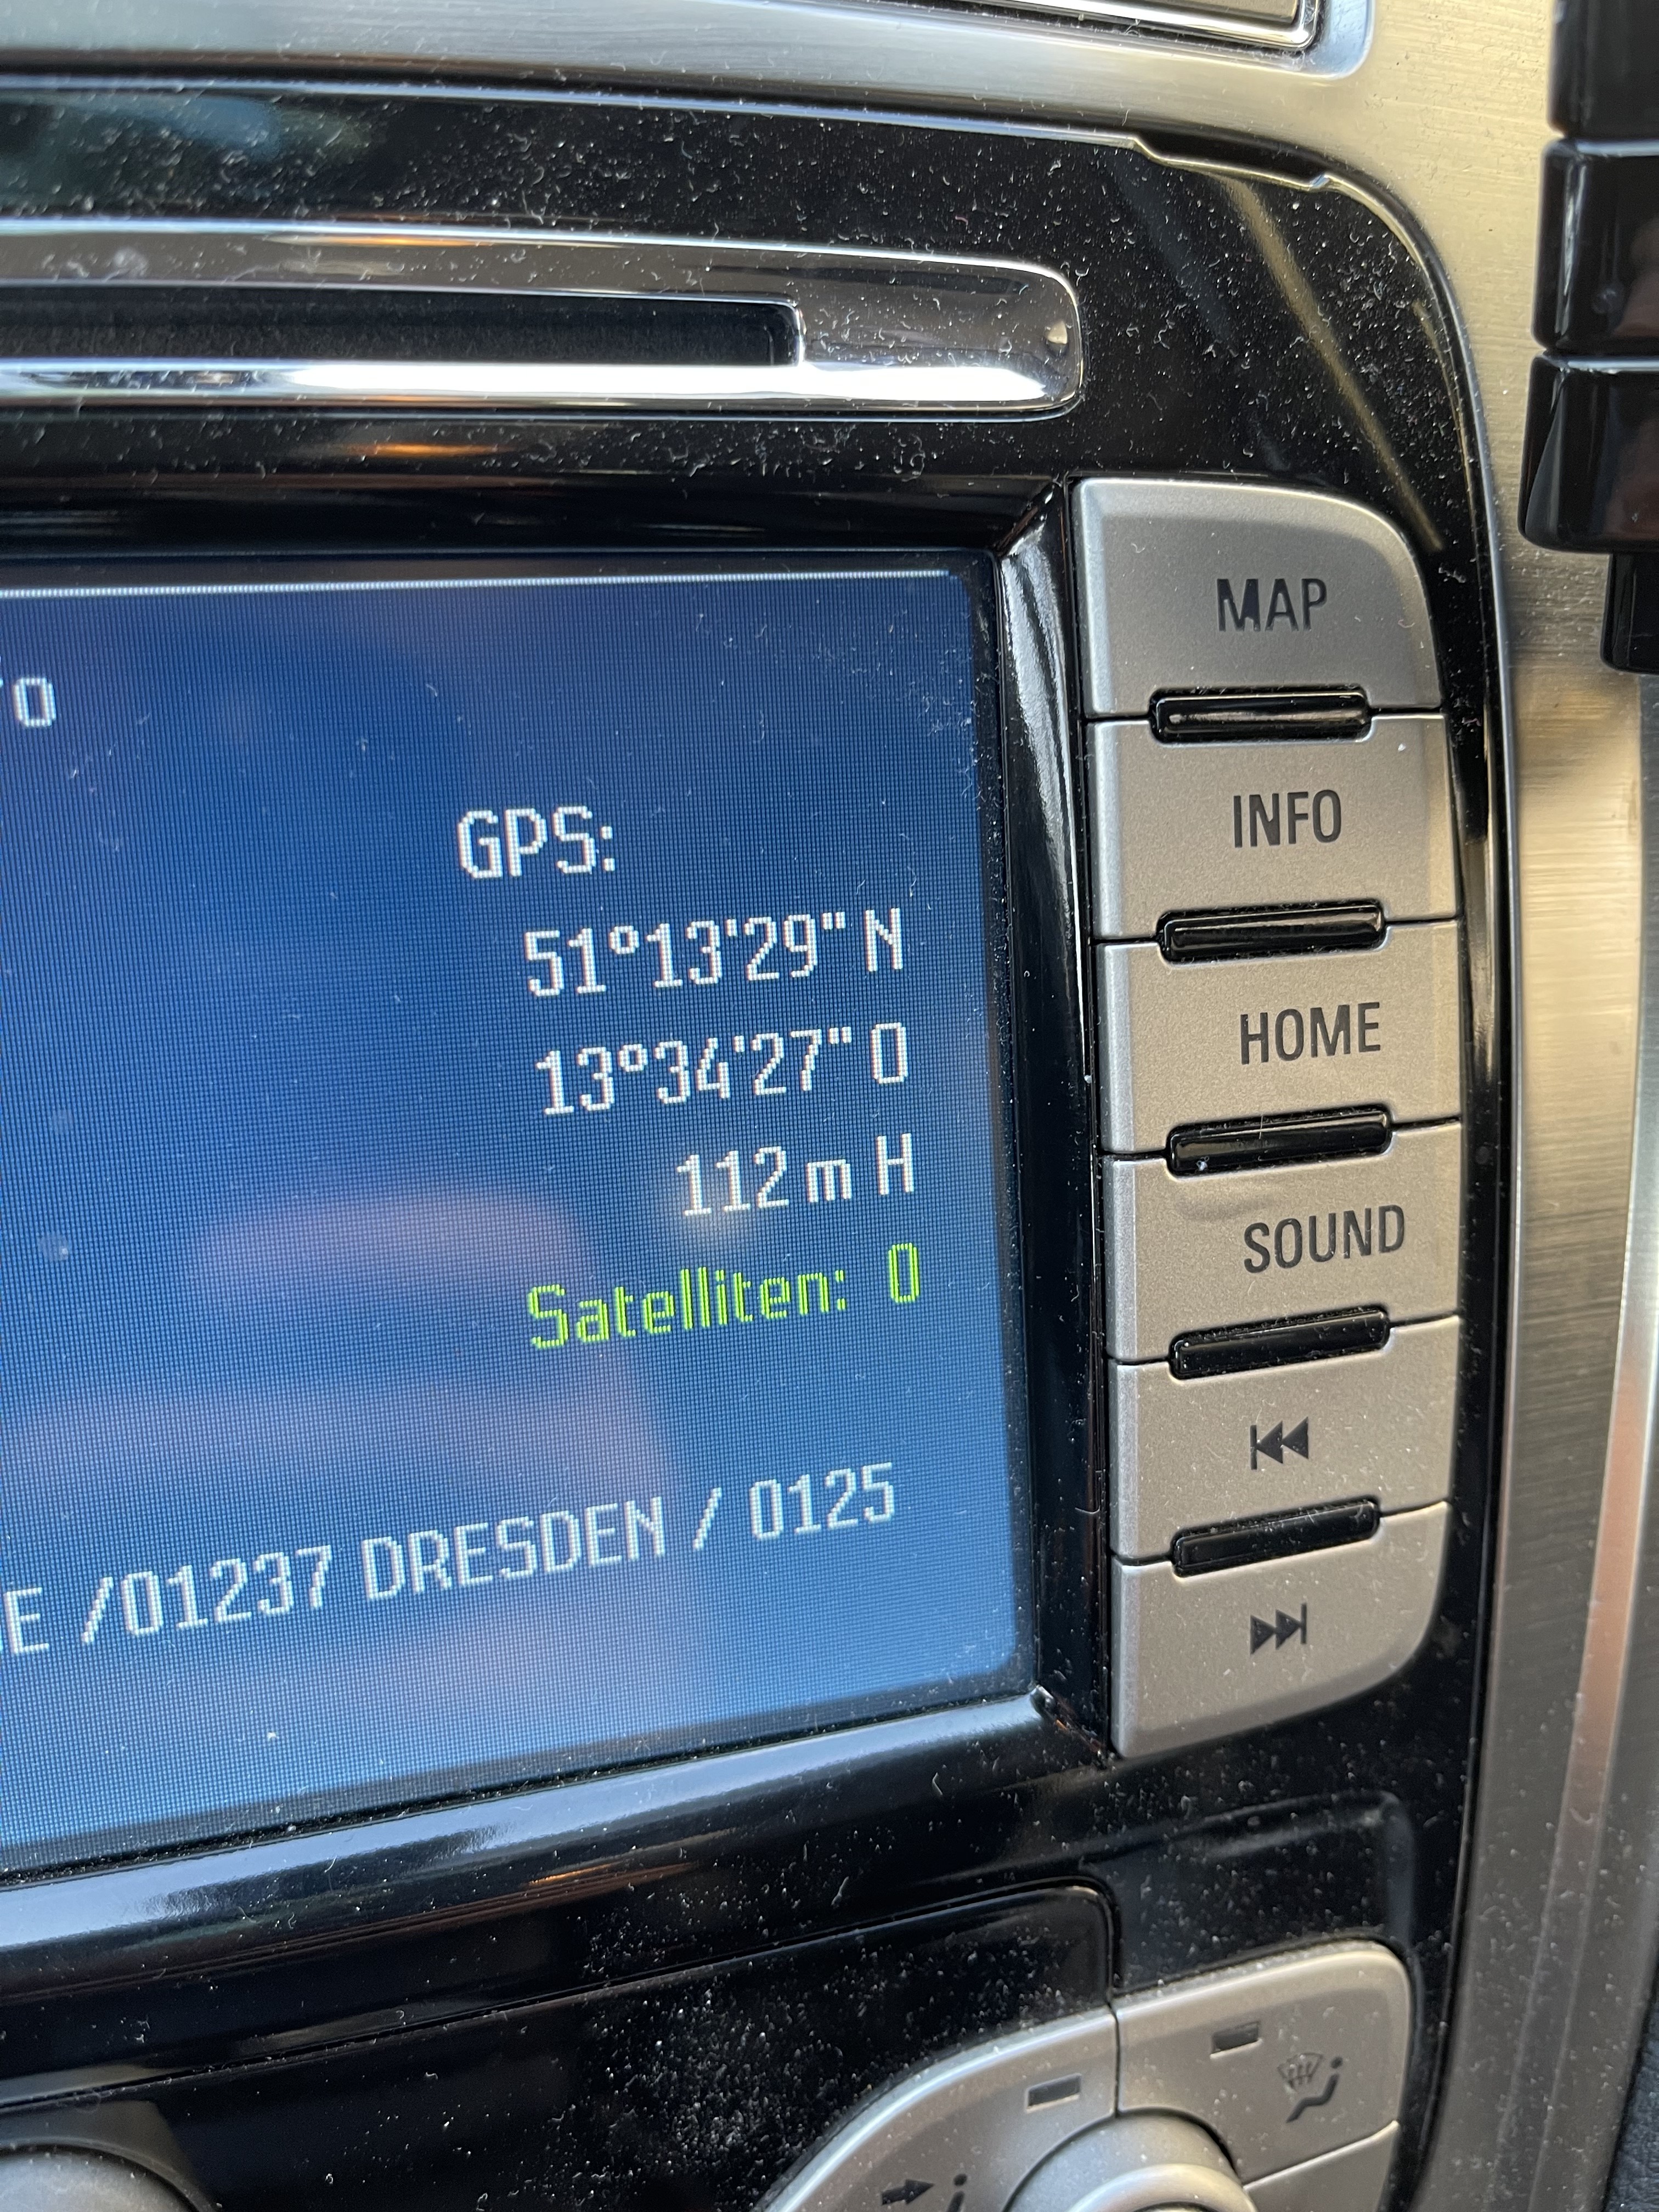 GPS:
51°13'29" N
13°34'27" O
112 m H
Satelliten: 0
/01237 DRESDEN / 0125
MAP
INFO
HOME
SOUND